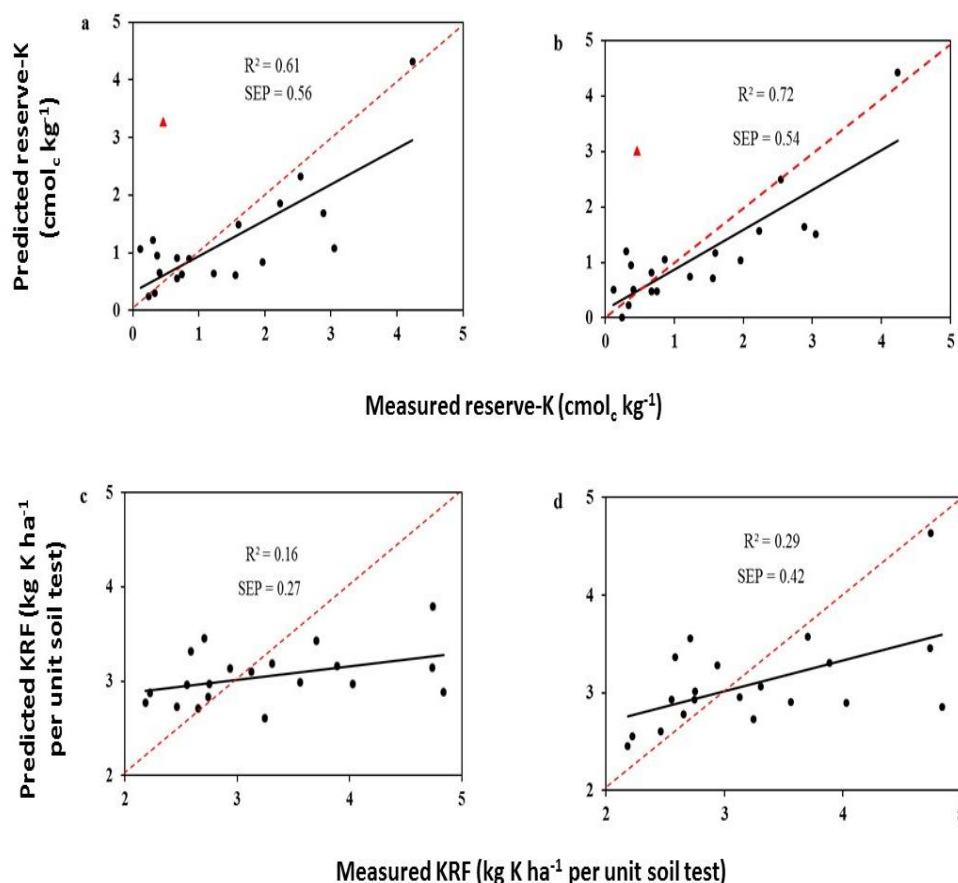 a
5
4
3
2
1
0
0 1 2 3 4 5
R² = 0.61
SEP = 0.56
b
5
4
3
2
1
0
0 1 2 3 4 5
R² = 0.72
SEP = 0.54
Predicted reserve-K
(cmol_c kg⁻¹)
Measured reserve-K (cmol_c kg⁻¹)
c
5
4
3
2
2 3 4 5
R² = 0.16
SEP = 0.27
d
5
4
3
2
2 3 4
R² = 0.29
SEP = 0.42
Predicted KRF (kg K ha⁻¹
per unit soil test)
Measured KRF (kg K ha⁻¹ per unit soil test)